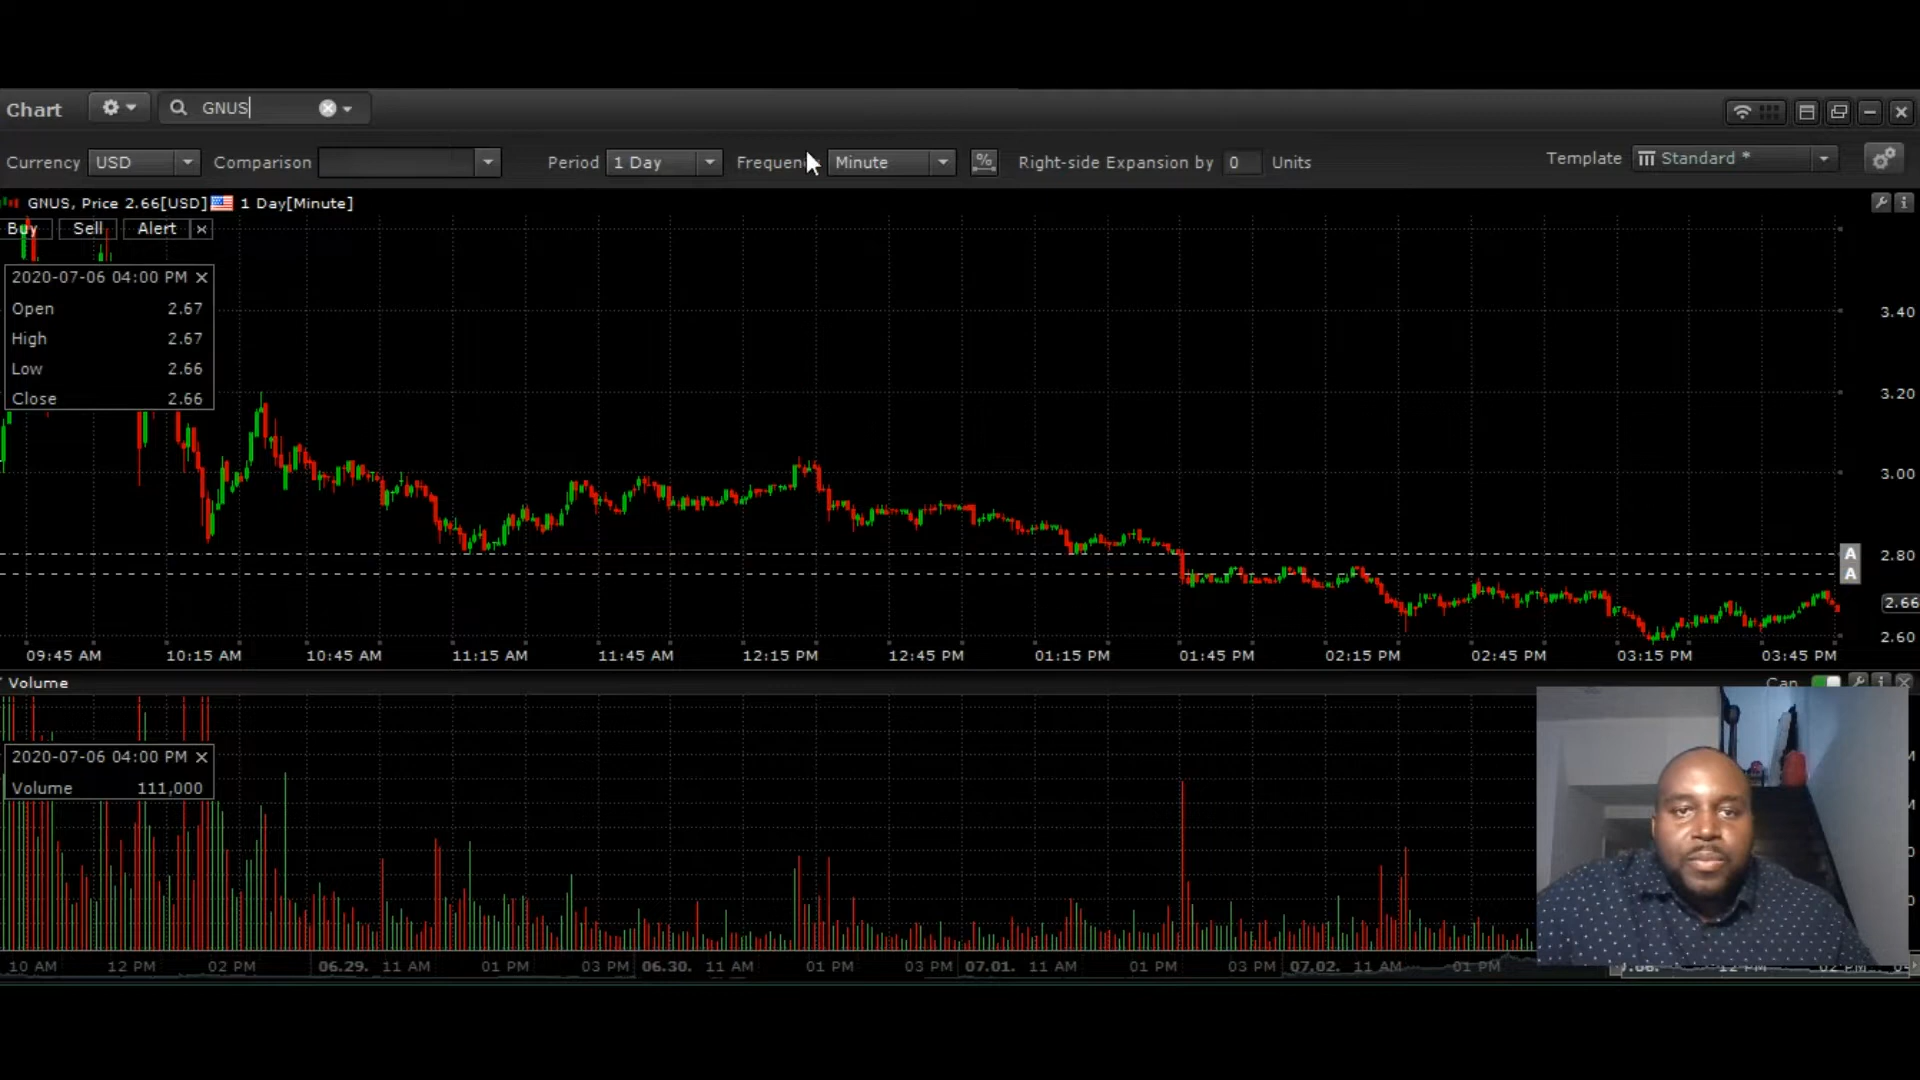 Chart GNUS
Currency USD Comparison Period 1 Day Minute % Right-side Expansion by 0 Units Template Standard *
GNUS, Price 2.66[USD] 1 Day[Minute]
Buy Sell Alert
2020-07-06 04:00 PM
Open 2.67
High 2.67
Low 2.66
Close 2.66
3.40
3.20
3.00
2.80
A
A
2.66
2.60
09:45 AM 10:15 AM 10:45 AM 11:15 AM 11:45 AM 12:15 PM 12:45 PM 01:15 PM 01:45 PM 02:15 PM 02:45 PM 03:15 PM 03:45 PM
Volume
2020-07-06 04:00 PM
Volume 111,000
10 AM 12 PM 02 PM 06.29. 11 AM 01 PM 03 PM 06.30. 11 AM 01 PM 03 PM 07.01. 11 AM 01 PM 03 PM 07.02. 11 AM 01 PM